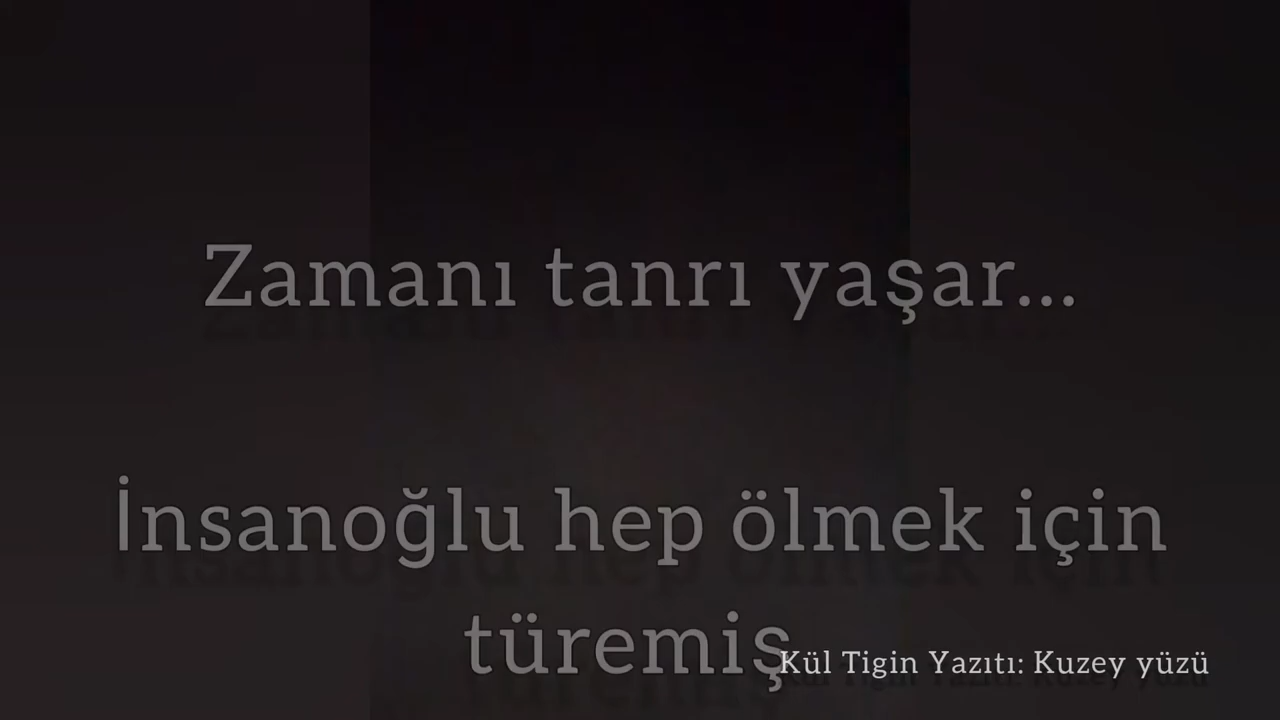 Zamanı tanrı yaşar...
İnsanoğlu hep ölmek için
türemiş
Kül Tigin Yazıtı: Kuzey yüzü